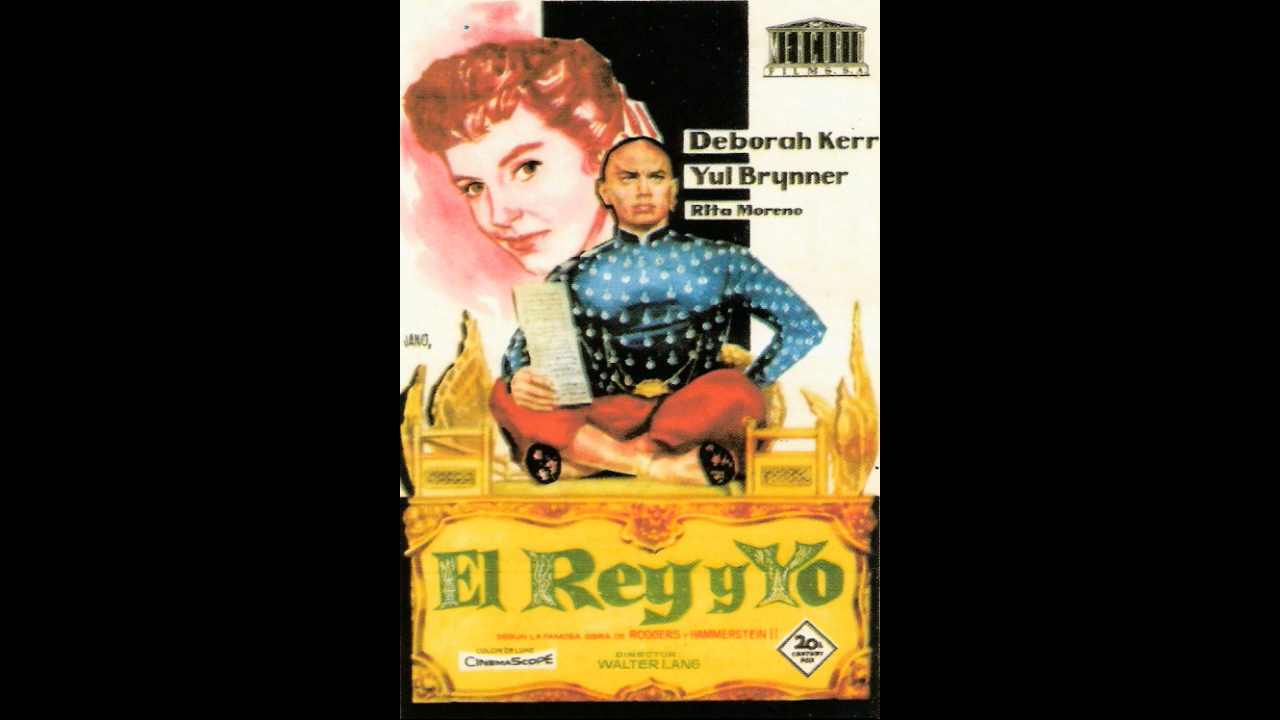 MERCURIO
FILMS. S.A.
Deborah Kerr
Yul Brynner
Rita Moreno
JANO,
El Rey y Yo
SEGUN LA FAMOSA OBRA DE RODGERS Y HAMMERSTEIN II
COLOR DE LUXE
CINEMASCOPE
DIRECTOR
WALTER LANG
20th
CENTURY
FOX